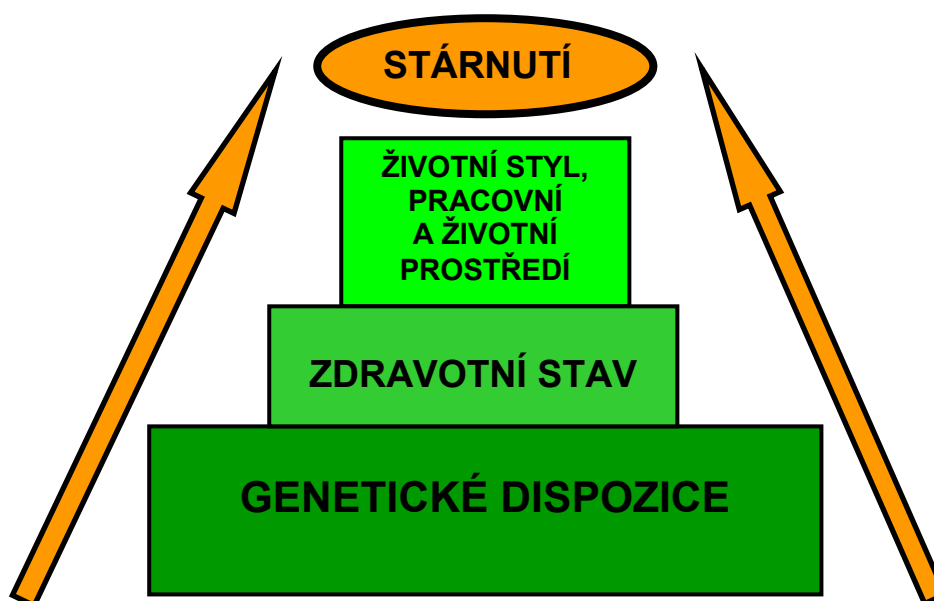 STÁRNUTÍ
ŽIVOTNÍ STYL,
PRACOVNÍ
A ŽIVOTNÍ
PROSTŘEDÍ
ZDRAVOTNÍ STAV
GENETICKÉ DISPOZICE